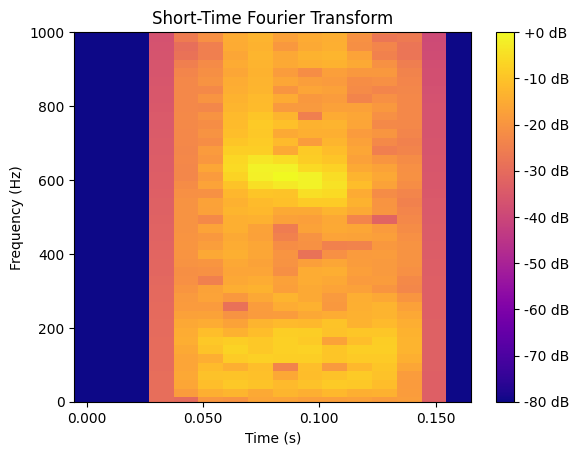 Short-Time Fourier Transform
1000
800
600
400
200
0
Frequency (Hz)
0.000
0.050
0.100
0.150
Time (s)
+0 dB
-10 dB
-20 dB
-30 dB
-40 dB
-50 dB
-60 dB
-70 dB
-80 dB